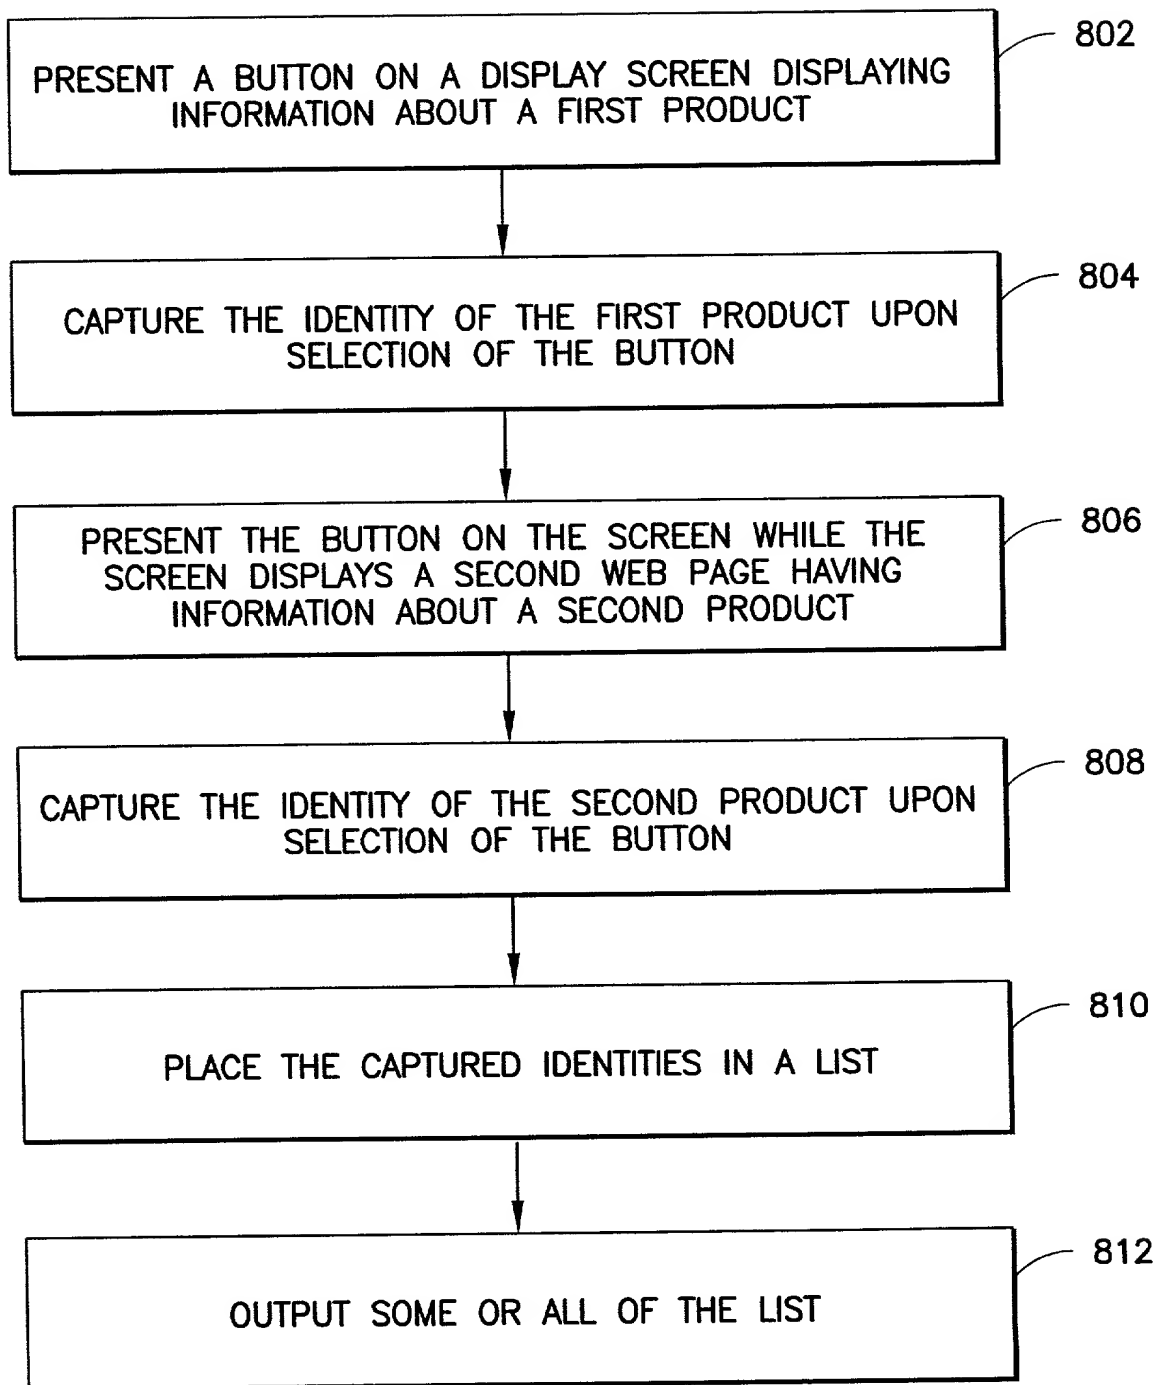 802
PRESENT A BUTTON ON A DISPLAY SCREEN DISPLAYING
INFORMATION ABOUT A FIRST PRODUCT
804
CAPTURE THE IDENTITY OF THE FIRST PRODUCT UPON
SELECTION OF THE BUTTON
806
PRESENT THE BUTTON ON THE SCREEN WHILE THE
SCREEN DISPLAYS A SECOND WEB PAGE HAVING
INFORMATION ABOUT A SECOND PRODUCT
808
CAPTURE THE IDENTITY OF THE SECOND PRODUCT UPON
SELECTION OF THE BUTTON
810
PLACE THE CAPTURED IDENTITIES IN A LIST
812
OUTPUT SOME OR ALL OF THE LIST